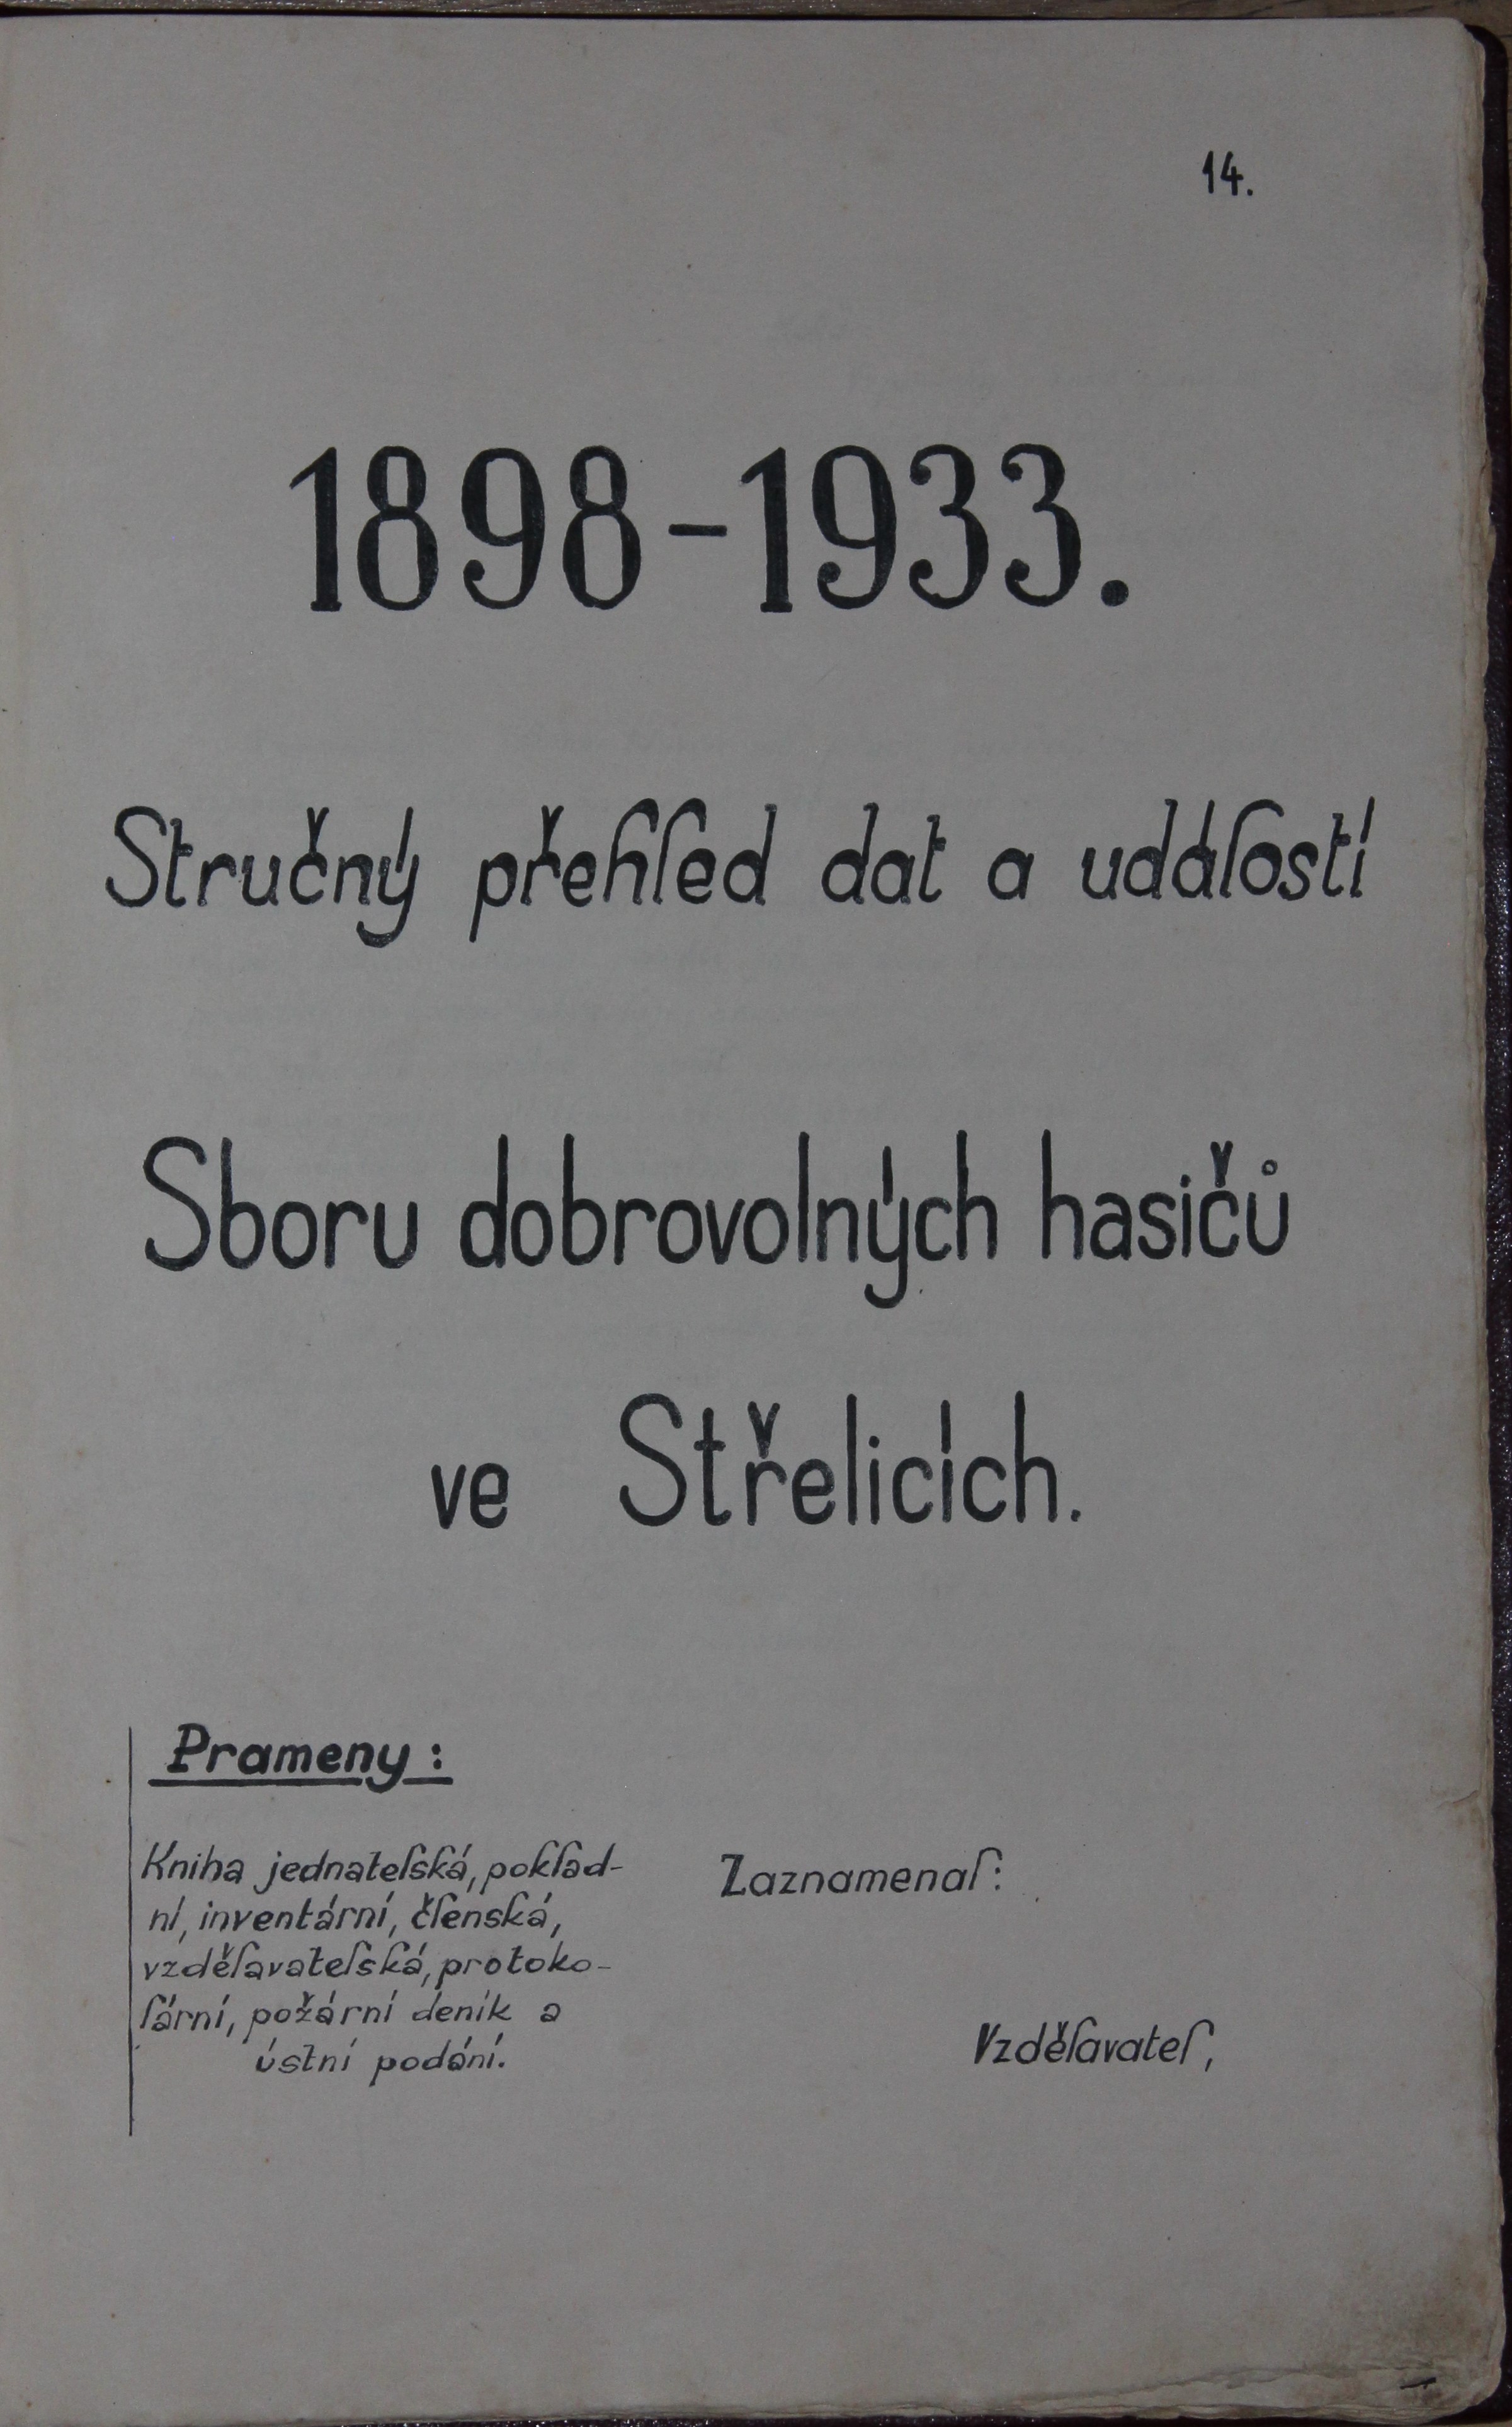 14.
1898-1933.
Stručný přehled dat a událostí
Sboru dobrovolných hasičů
ve Střelicích.
Prameny:
Kniha jednatelská, poklad-
ní, inventární, členská,
vzdělavatelská, protoko-
lární, požární deník a
ústní podání.
Zaznamenal:
Vzdělavatel,